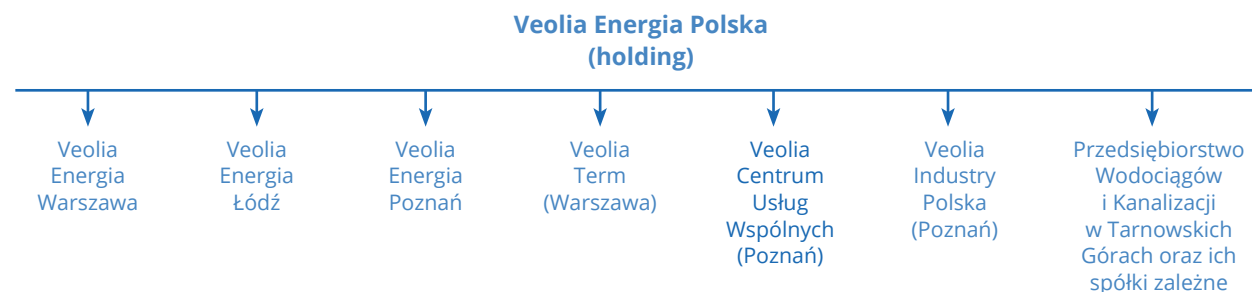 Veolia Energia Polska
(holding)
Veolia
Energia
Warszawa
Veolia
Energia
Łódź
Veolia
Energia
Poznań
Veolia
Term
(Warszawa)
Veolia
Centrum
Usług
Wspólnych
(Poznań)
Veolia
Industry
Polska
(Poznań)
Przedsiębiorstwo
Wodociągów
i Kanalizacji
w Tarnowskich
Górach oraz ich
spółki zależne